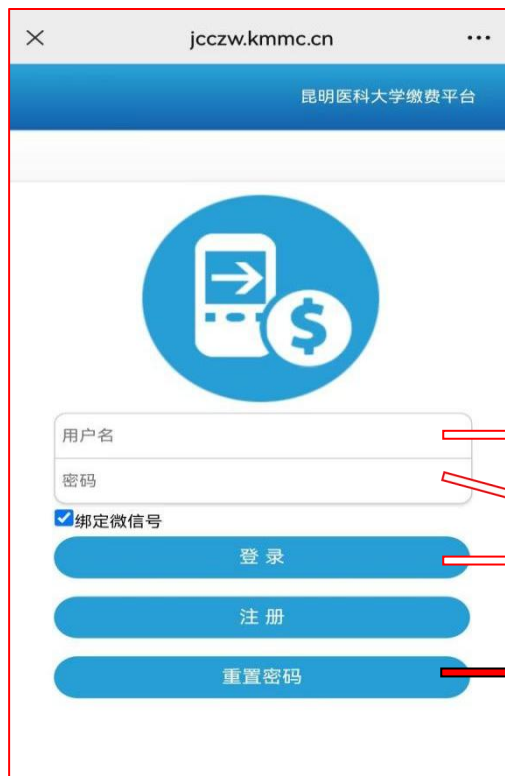 jcczw.kmmc.cn
昆明医科大学缴费平台
$
用户名
密码
绑定微信号
登 录
注 册
重置密码